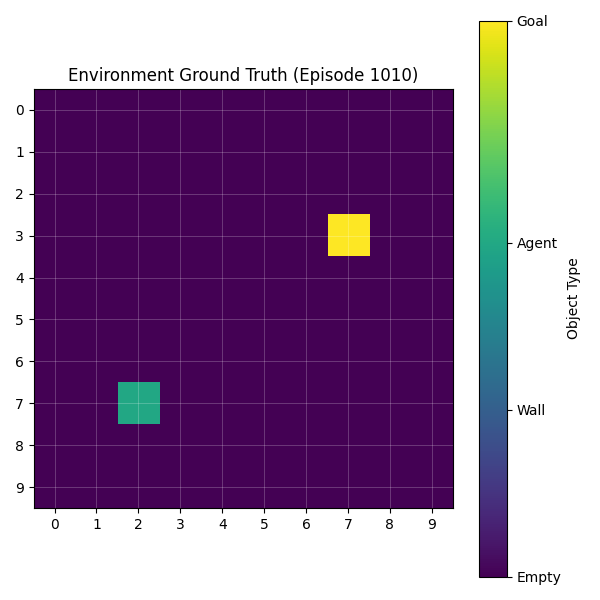 Environment Ground Truth (Episode 1010)
0
1
2
3
4
5
6
7
8
9
0 1 2 3 4 5 6 7 8 9
Goal
Agent
Wall
Empty
Object Type